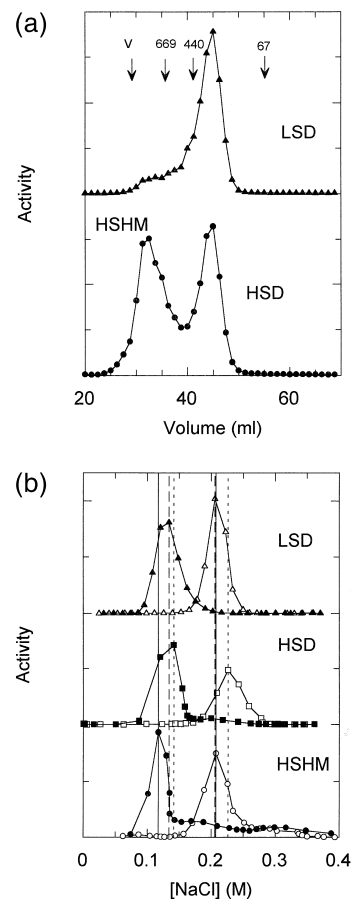 (a)
V 669 440 67
LSD
HSHM
HSD
Activity
20 40 60
Volume (ml)
(b)
LSD
HSD
HSHM
Activity
0 0.1 0.2 0.3 0.4
[NaCl] (M)